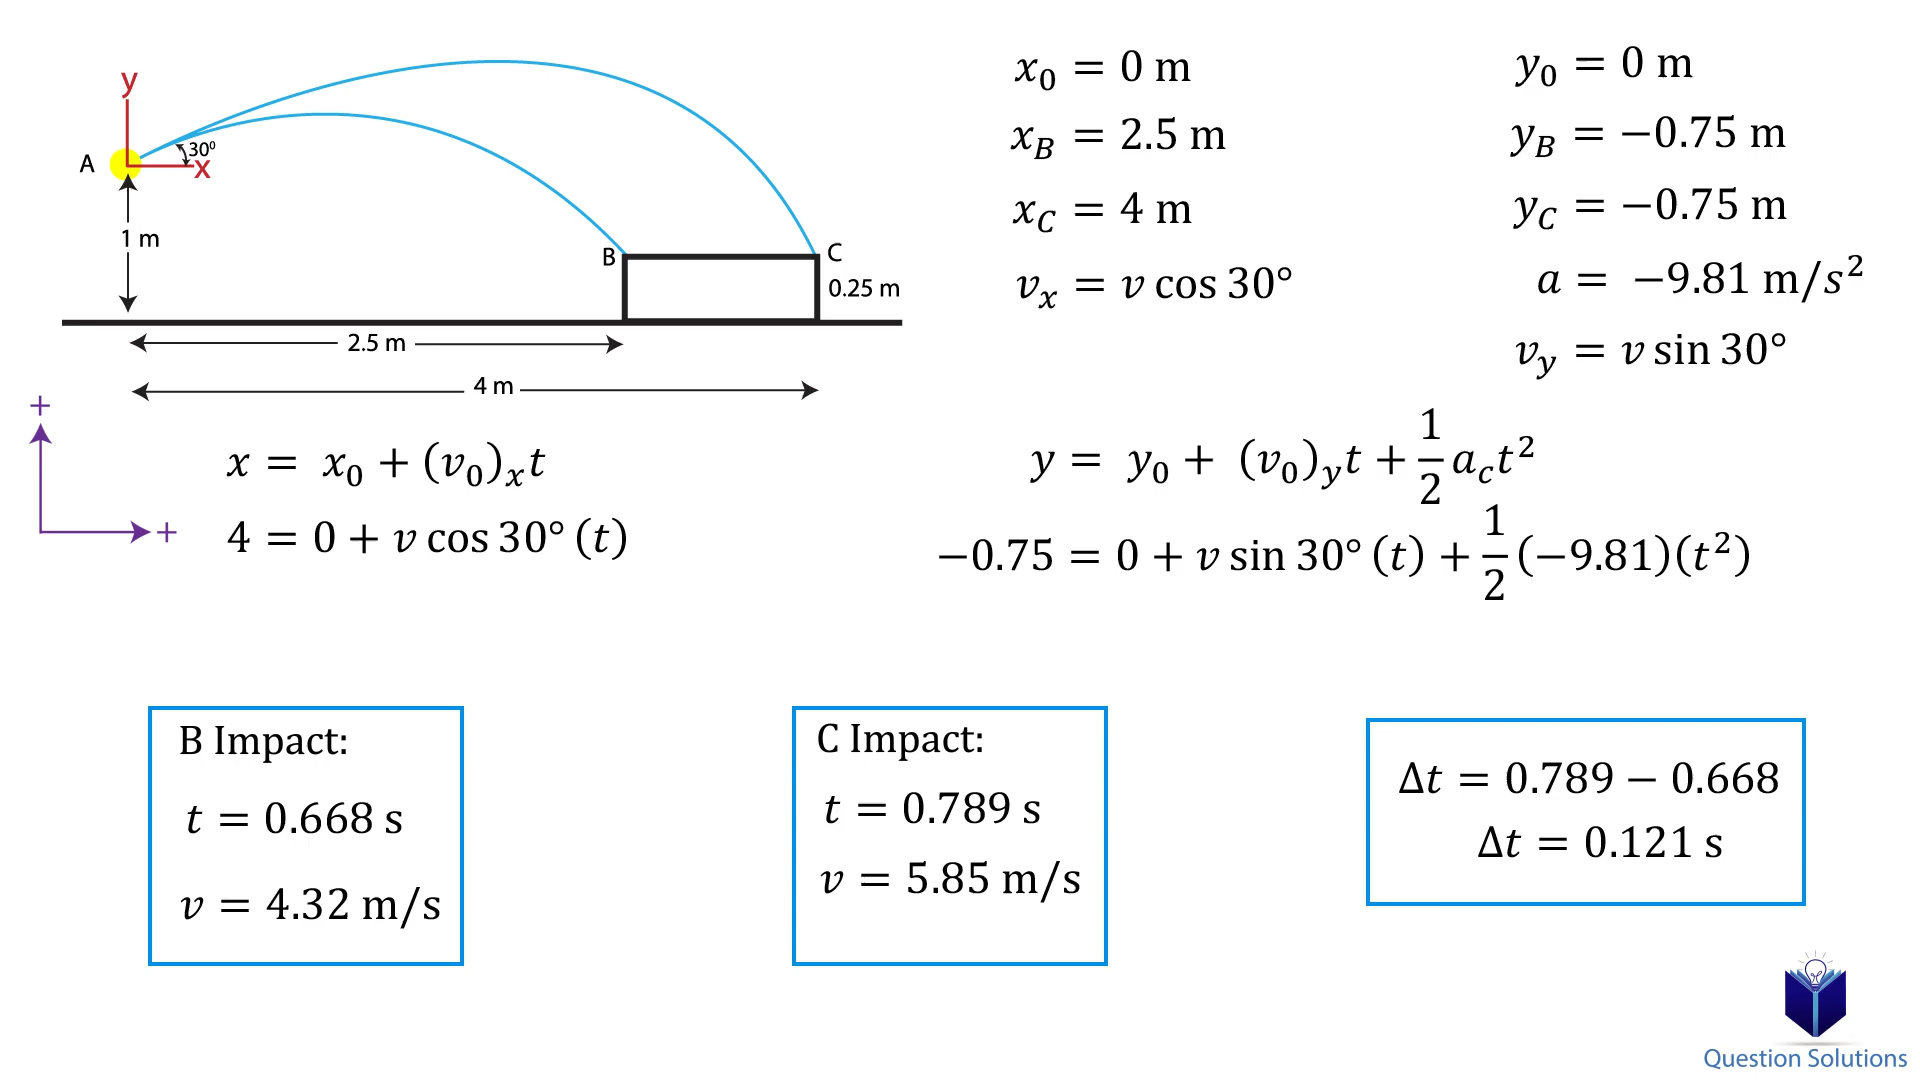 y
A
30⁰
x
1 m
B
C
0.25 m
2.5 m
4 m
+
+
x₀ = 0 m
x_B = 2.5 m
x_C = 4 m
v_x = v cos 30°
y₀ = 0 m
y_B = −0.75 m
y_C = −0.75 m
a = −9.81 m/s²
v_y = v sin 30°
x = x₀ + (v₀)ₓt
4 = 0 + v cos 30° (t)
y = y₀ + (v₀)_y t + 1/2 a_c t²
−0.75 = 0 + v sin 30° (t) + 1/2 (−9.81)(t²)
B Impact:
t = 0.668 s
v = 4.32 m/s
C Impact:
t = 0.789 s
v = 5.85 m/s
Δt = 0.789 − 0.668
Δt = 0.121 s
Question Solutions